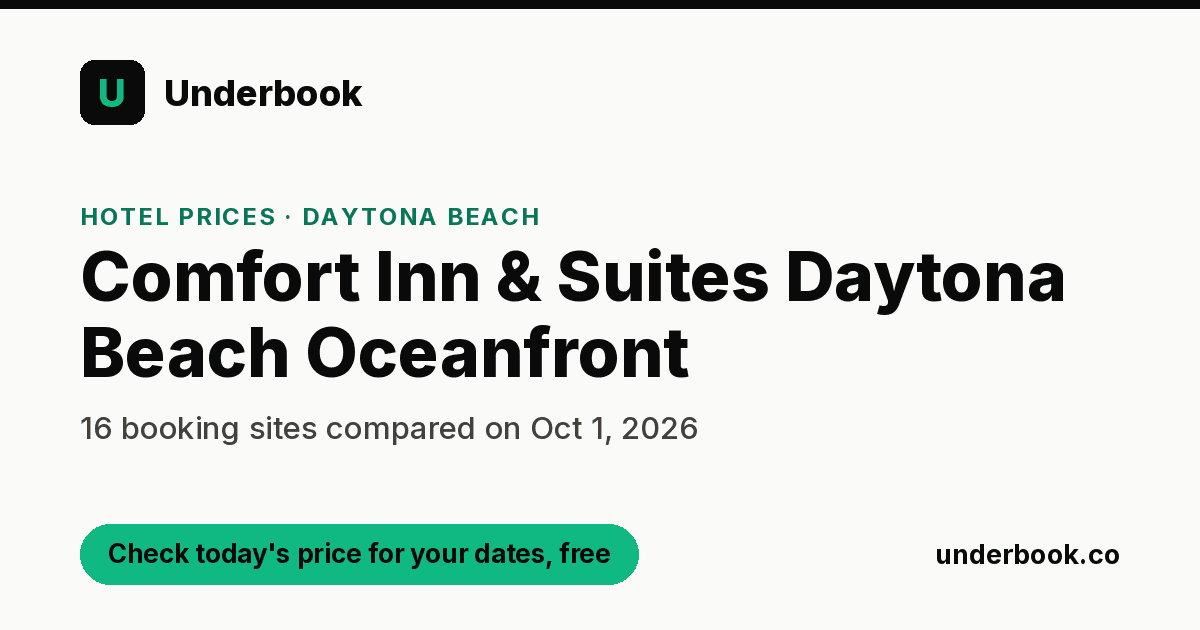 U Underbook
HOTEL PRICES · DAYTONA BEACH
Comfort Inn & Suites Daytona
Beach Oceanfront
16 booking sites compared on Oct 1, 2026
Check today's price for your dates, free
underbook.co